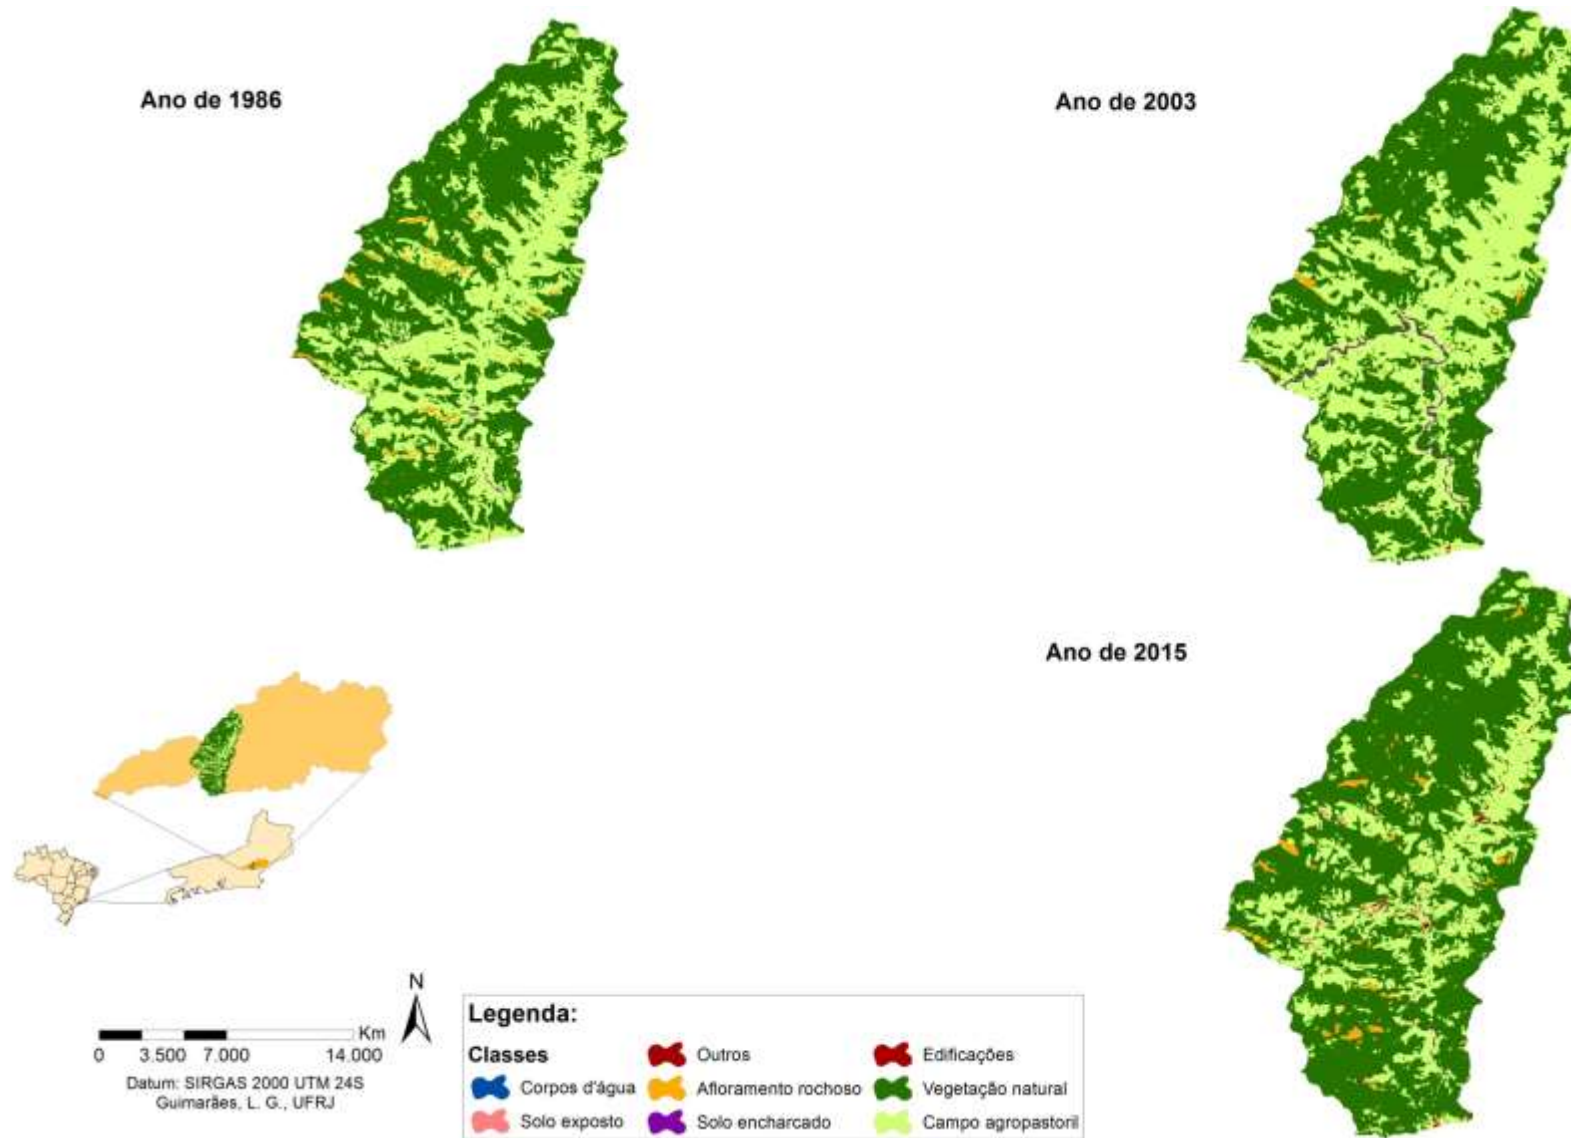 Ano de 1986
Ano de 2003
Ano de 2015
N
Km
0 3.500 7.000 14.000
Datum: SIRGAS 2000 UTM 24S
Guimarães, L. G., UFRJ
Legenda:
Classes
Outros
Edificações
Corpos d'água
Afloramento rochoso
Vegetação natural
Solo exposto
Solo encharcado
Campo agropastoril